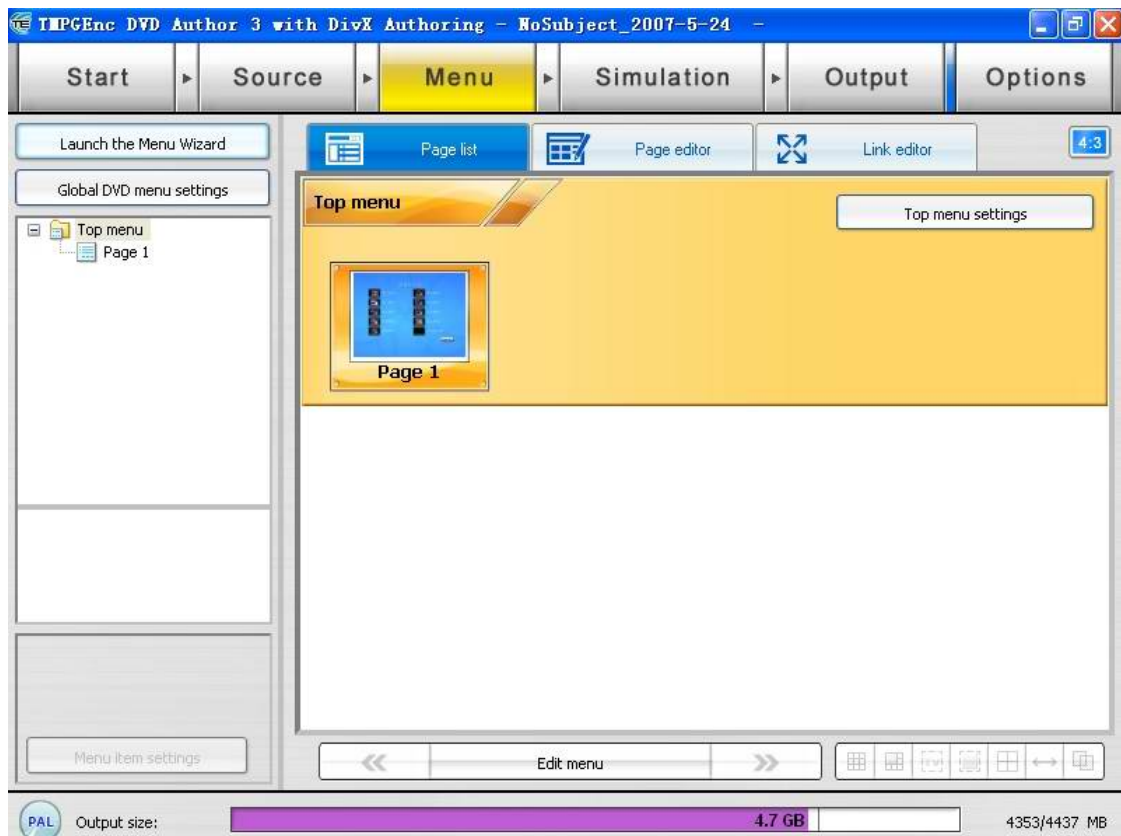 TMPGEnc DVD Author 3 with DivX Authoring - NoSubject_2007-5-24 -
Start Source Menu Simulation Output Options
Launch the Menu Wizard
Page list Page editor Link editor 4:3
Global DVD menu settings
Top menu
Top menu settings
Top menu
Page 1
Page 1
Menu item settings
Edit menu
PAL Output size: 4.7 GB 4353/4437 MB